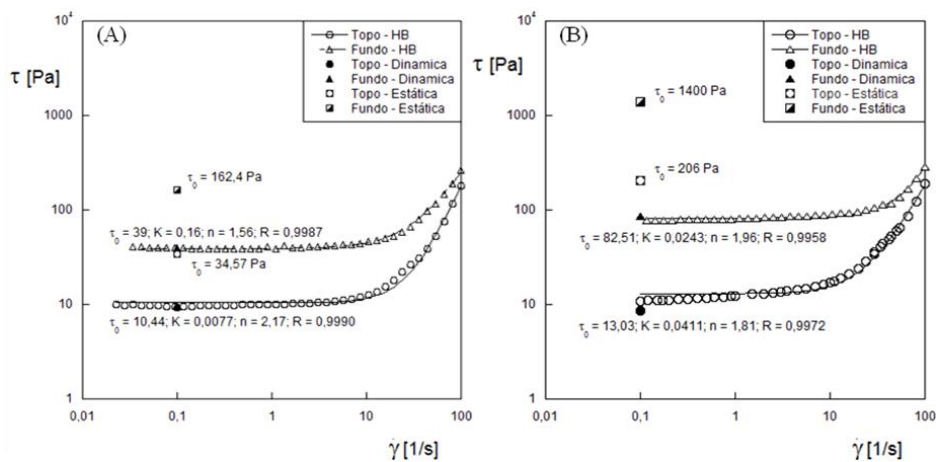 (A)
10⁴
τ [Pa]
1000
100
10
1
Topo - HB
Fundo - HB
Topo - Dinamica
Fundo - Dinamica
Topo - Estática
Fundo - Estática
τ₀ = 162,4 Pa
τ₀ = 39; K = 0,16; n = 1,56; R = 0,9987
τ₀ = 34,57 Pa
τ₀ = 10,44; K = 0,0077; n = 2,17; R = 0,9990
0,01 0,1 1 10 100
γ̇ [1/s]
(B)
10⁴
τ [Pa]
1000
100
10
1
Topo - HB
Fundo - HB
Topo - Dinamica
Fundo - Dinamica
Topo - Estática
Fundo - Estática
τ₀ = 1400 Pa
τ₀ = 206 Pa
τ₀ = 82,51; K = 0,0243; n = 1,96; R = 0,9958
τ₀ = 13,03; K = 0,0411; n = 1,81; R = 0,9972
0,01 0,1 1 10 100
γ̇ [1/s]